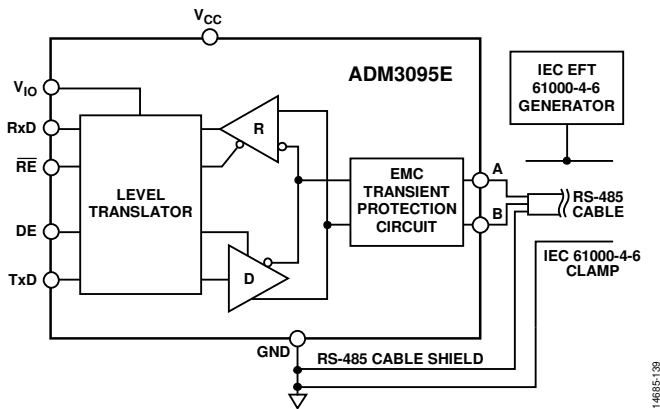 VCC
ADM3095E
VIO
RxD
RE
DE
TxD
LEVEL
TRANSLATOR
R
D
EMC
TRANSIENT
PROTECTION
CIRCUIT
A
B
IEC EFT
61000-4-6
GENERATOR
RS-485
CABLE
IEC 61000-4-6
CLAMP
GND
RS-485 CABLE SHIELD
14685-139